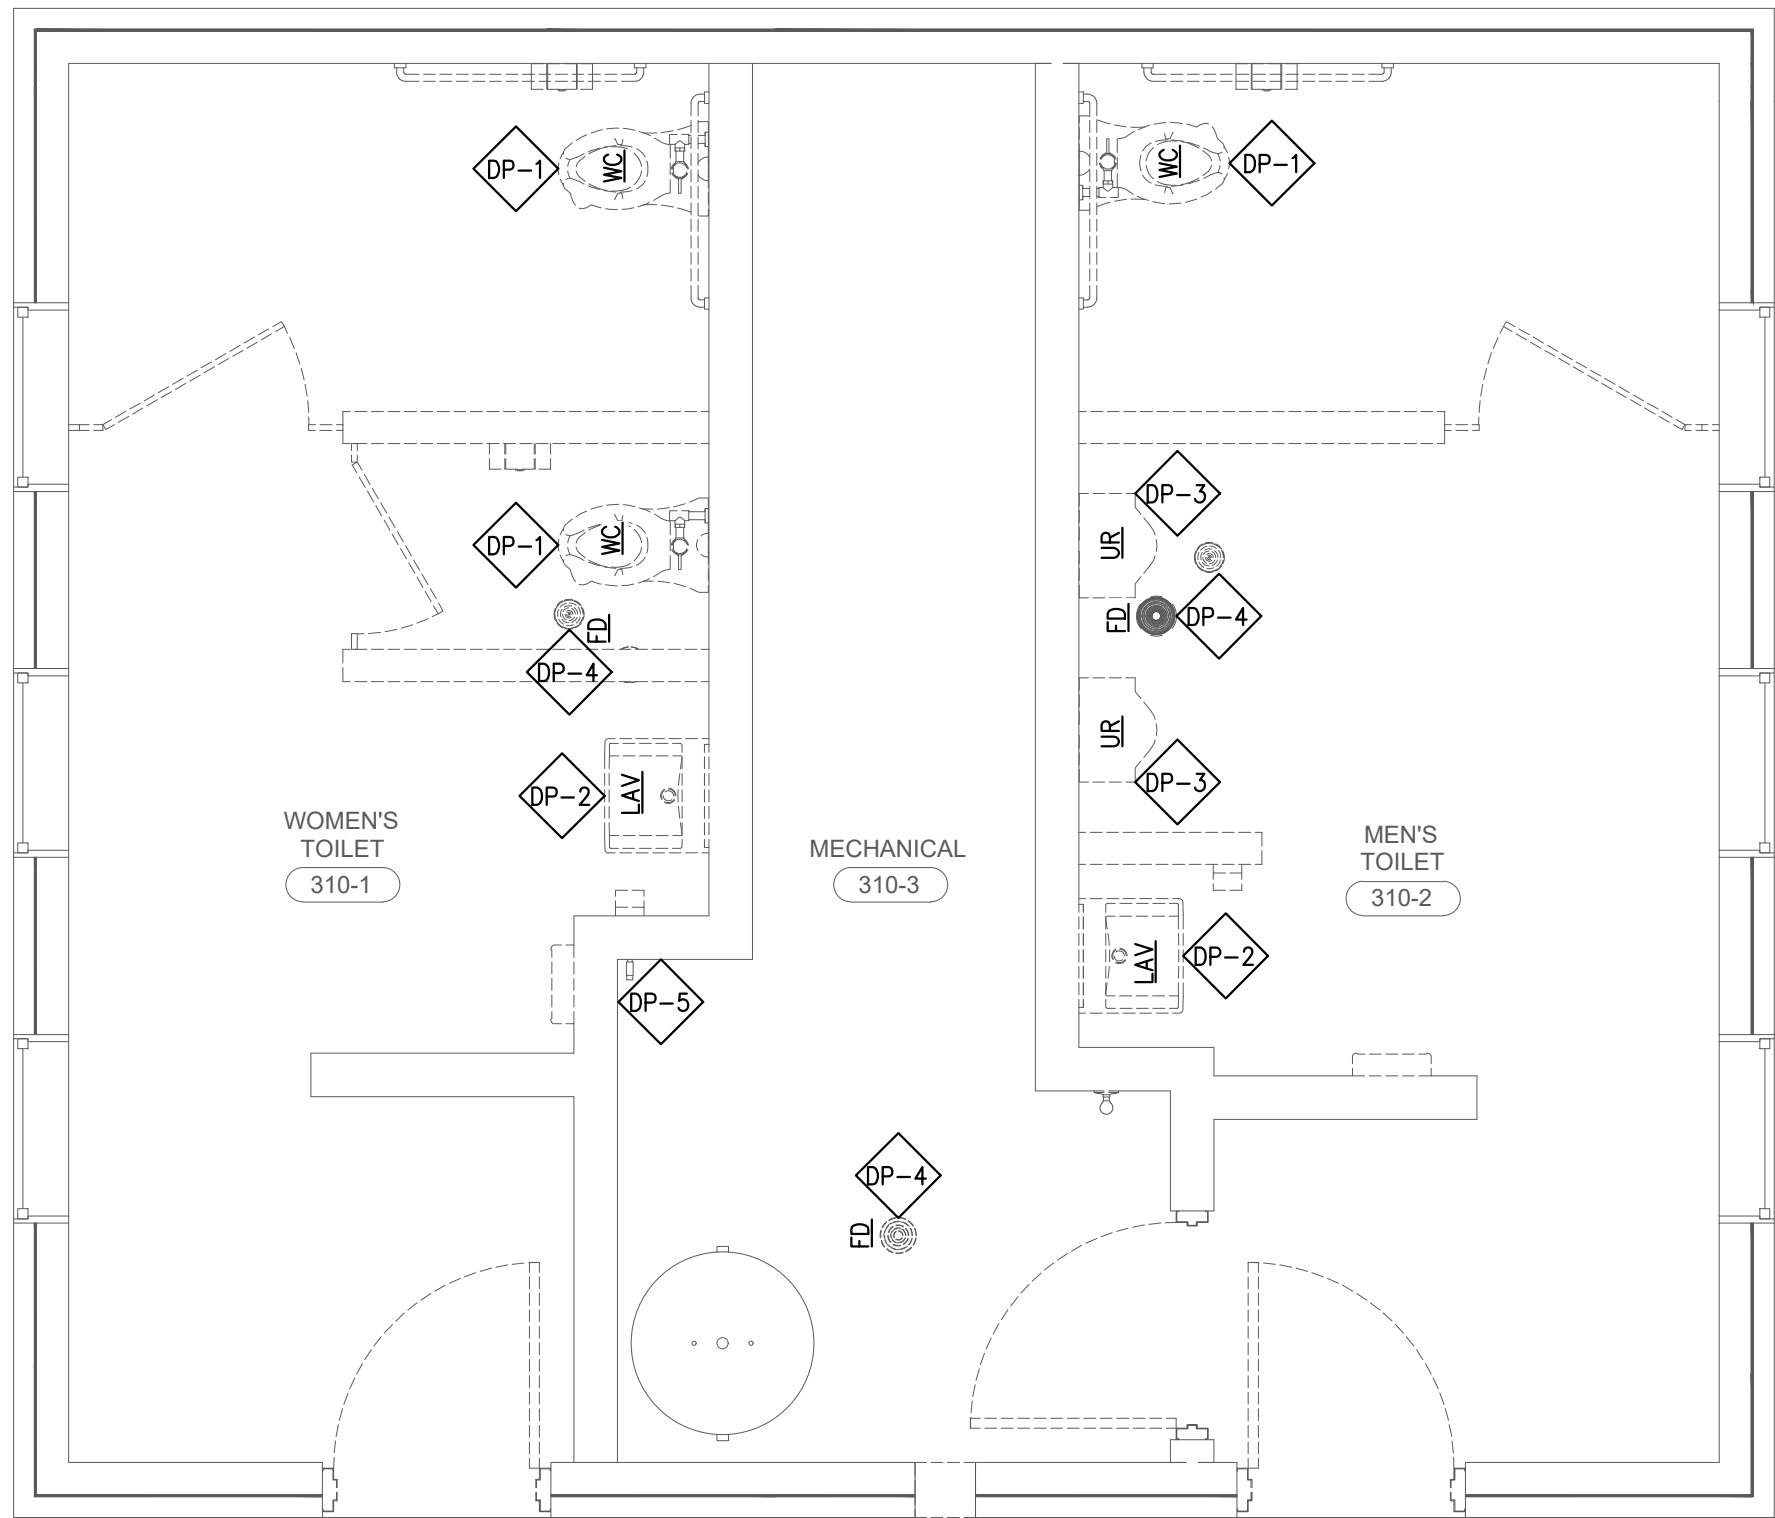 DP-1
WC
WC
DP-1
DP-1
WC
DP-3
UR
FD
DP-4
FD
DP-4
UR
DP-3
DP-2
LAV
WOMEN'S
TOILET
310-1
MECHANICAL
310-3
MEN'S
TOILET
310-2
LAV
DP-2
DP-5
DP-4
FD